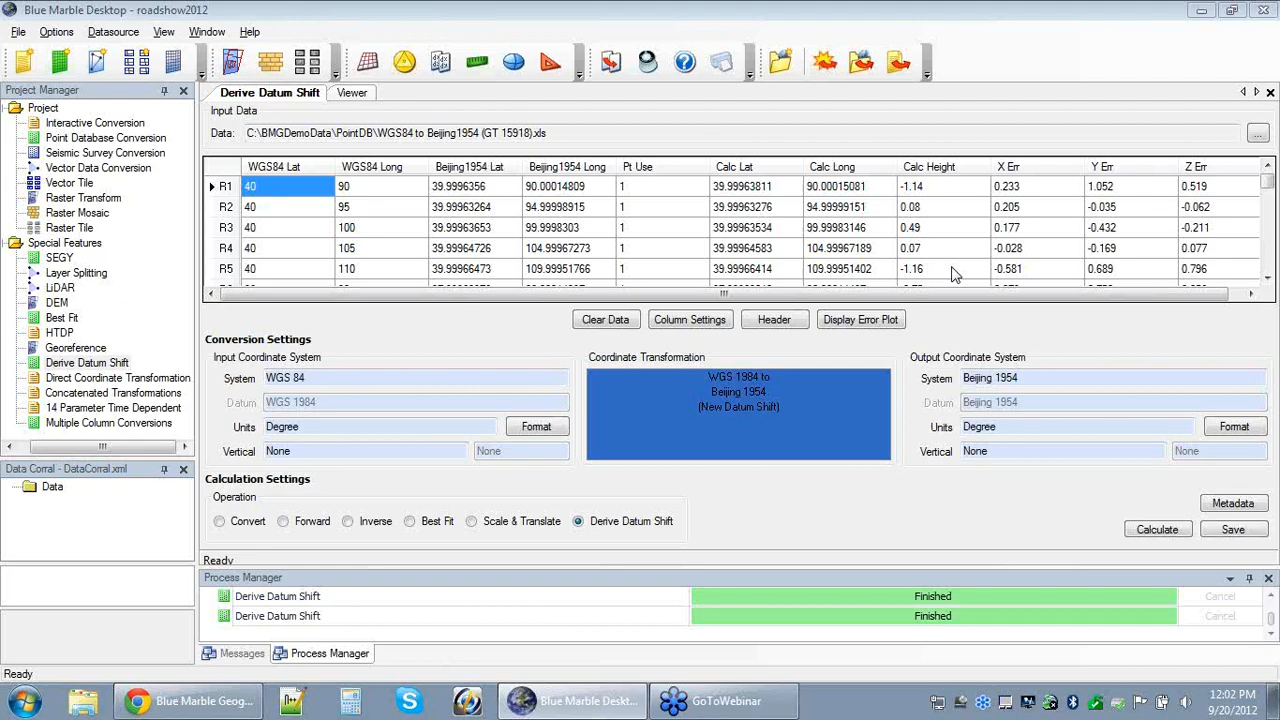 Blue Marble Desktop - roadshow2012
File Options Datasource View Window Help
Project Manager
Project
Interactive Conversion
Point Database Conversion
Seismic Survey Conversion
Vector Data Conversion
Vector Tile
Raster Transform
Raster Mosaic
Raster Tile
Special Features
SEGY
Layer Splitting
LiDAR
DEM
Best Fit
HTDP
Georeference
Derive Datum Shift
Direct Coordinate Transformation
Concatenated Transformations
14 Parameter Time Dependent
Multiple Column Conversions
Data Corral - DataCorral.xml
Data
Derive Datum Shift Viewer
Input Data
Data: C:\BMGDemoData\PointDB\WGS84 to Beijing1954 (GT 15918).xls ...
WGS84 Lat WGS84 Long Beijing1954 Lat Beijing1954 Long Pt Use Calc Lat Calc Long Calc Height X Err Y Err Z Err
R1 40 90 39.9996356 90.00014809 1 39.99963811 90.00015081 -1.14 0.233 1.052 0.519
R2 40 95 39.99963264 94.99998915 1 39.99963276 94.99999151 0.08 0.205 -0.035 -0.062
R3 40 100 39.99963653 99.9998303 1 39.99963534 99.99983146 0.49 0.177 -0.432 -0.211
R4 40 105 39.99964726 104.99967273 1 39.99964583 104.99967189 0.07 -0.028 -0.169 0.077
R5 40 110 39.99966473 109.99951766 1 39.99966414 109.99951402 -1.16 -0.581 0.689 0.796
Clear Data Column Settings Header Display Error Plot
Conversion Settings
Input Coordinate System
System WGS 84
Datum WGS 1984
Units Degree Format
Vertical None None
Coordinate Transformation
WGS 1984 to
Beijing 1954
(New Datum Shift)
Output Coordinate System
System Beijing 1954
Datum Beijing 1954
Units Degree Format
Vertical None None
Calculation Settings
Operation
Convert Forward Inverse Best Fit Scale & Translate Derive Datum Shift
Metadata
Calculate Save
Ready
Process Manager
Derive Datum Shift Finished Cancel
Derive Datum Shift Finished Cancel
Messages Process Manager
Ready
Blue Marble Geog... Blue Marble Deskt... GoToWebinar
12:02 PM
9/20/2012